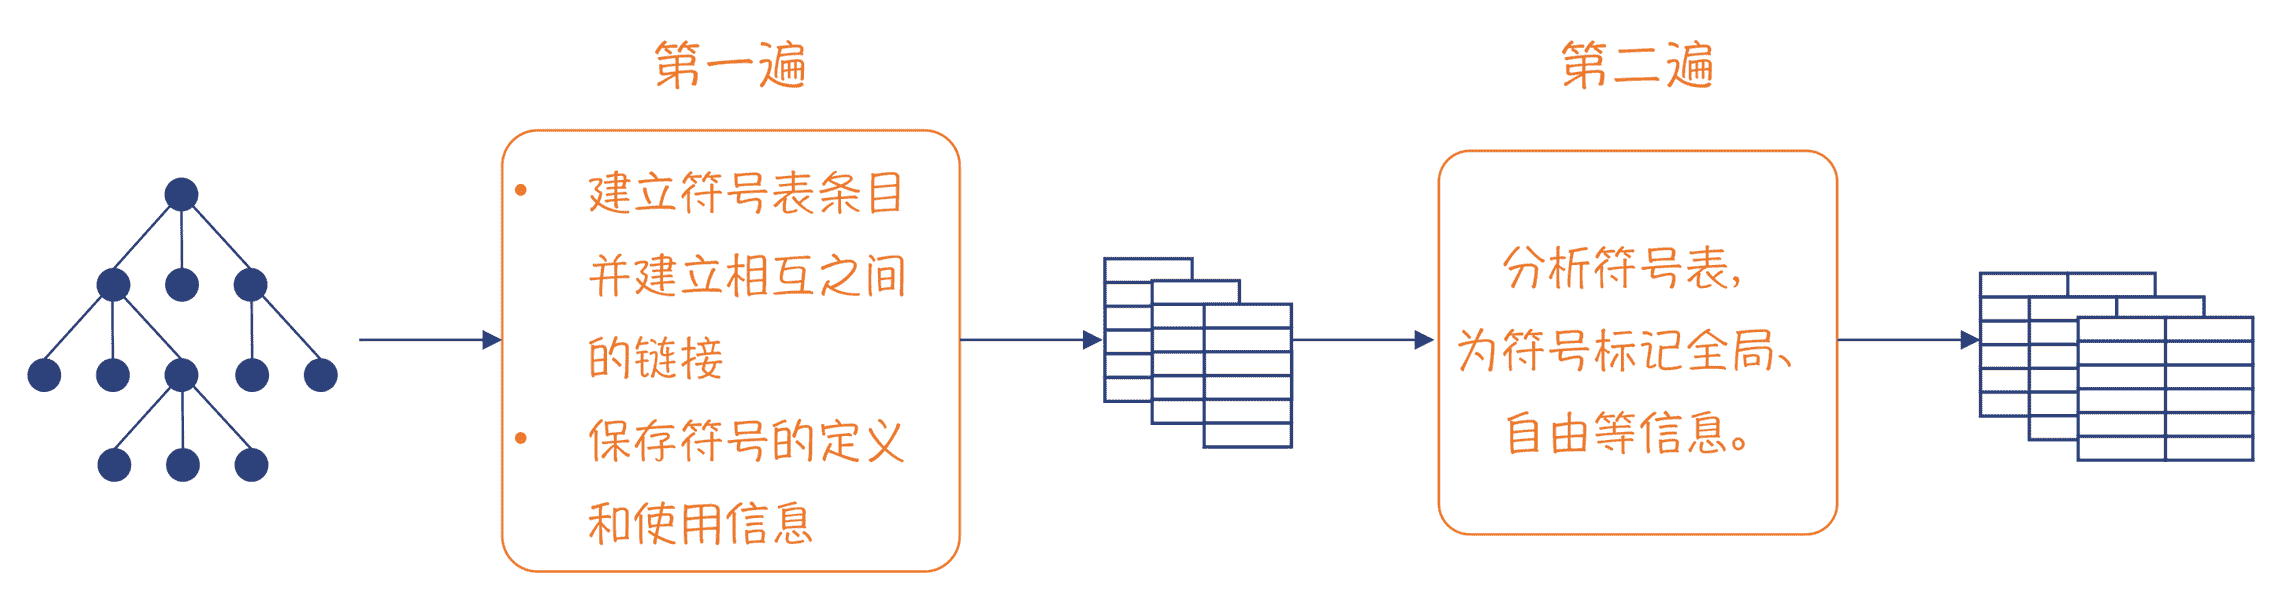 第一遍
• 建立符号表条目
并建立相互之间
的链接
• 保存符号的定义
和使用信息
第二遍
分析符号表,
为符号标记全局、
自由等信息。